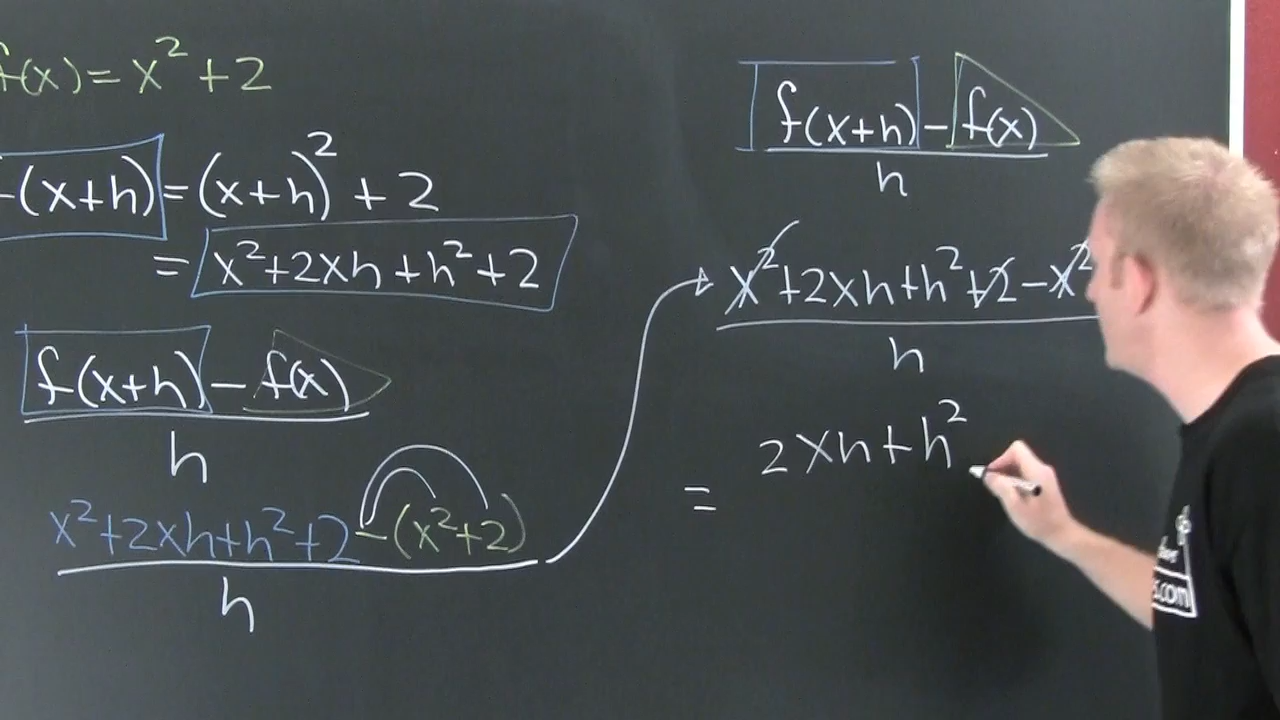 f(x) = x² + 2
(x+h) = (x+h)² + 2
= x²+2xh+h²+2
f(x+h) - f(x)
h
x²+2xh+h²+2 -(x²+2)
h
f(x+h) - f(x)
h
x²+2xh+h²+2-x²
h
= 2xh+h²
.com